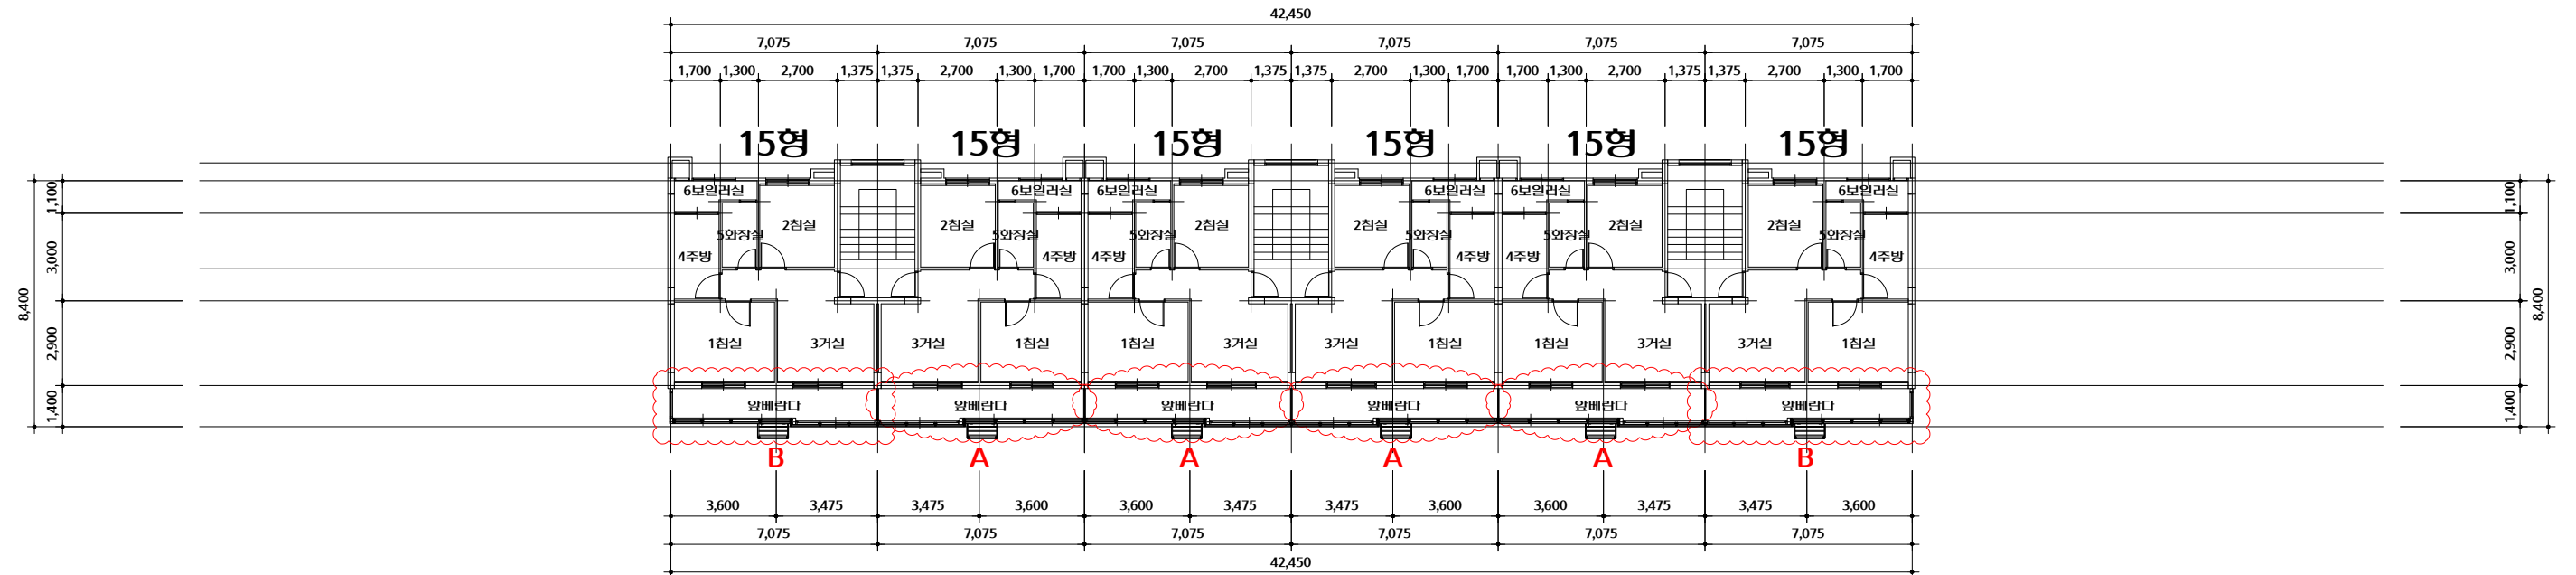 42,450
7,075 7,075 7,075 7,075 7,075 7,075
1,700 1,300 2,700 1,375 1,375 2,700 1,300 1,700 1,700 1,300 2,700 1,375 1,375 2,700 1,300 1,700 1,700 1,300 2,700 1,375 1,375 2,700 1,300 1,700
15형 15형 15형 15형 15형 15형
6보일러실 6보일러실 6보일러실 6보일러실 6보일러실 6보일러실
1,100 1,100
2침실 2침실 2침실 2침실 2침실 2침실
5화장실 5화장실 5화장실 5화장실 5화장실 5화장실
3,000 4주방 4주방 4주방 4주방 4주방 4주방 3,000
8,400 8,400
2,900 1침실 3거실 3거실 1침실 1침실 3거실 3거실 1침실 1침실 3거실 3거실 1침실 2,900
1,400 앞베란다 앞베란다 앞베란다 앞베란다 앞베란다 앞베란다 1,400
B A A A A B
3,600 3,475 3,475 3,600 3,600 3,475 3,475 3,600 3,600 3,475 3,475 3,600
7,075 7,075 7,075 7,075 7,075 7,075
42,450